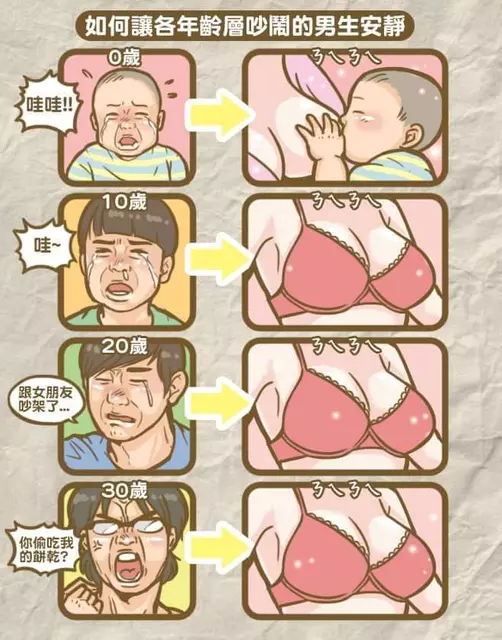 如何讓各年齡層吵鬧的男生安靜
0歲
哇哇!!
ㄋㄟㄋㄟ
10歲
哇~
ㄋㄟㄋㄟ
20歲
跟女朋友
吵架了...
ㄋㄟㄋㄟ
30歲
你偷吃我
的餅乾?
ㄋㄟㄋㄟ